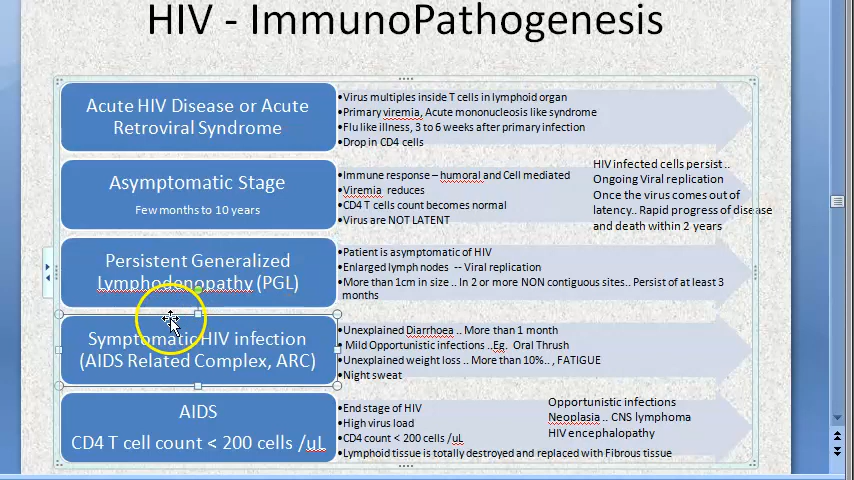 HIV - ImmunoPathogenesis
Acute HIV Disease or Acute
Retroviral Syndrome
•Virus multiples inside T cells in lymphoid organ
•Primary viremia, Acute mononucleosis like syndrome
•Flu like illness, 3 to 6 weeks after primary infection
•Drop in CD4 cells
Asymptomatic Stage
Few months to 10 years
•Immune response – humoral and Cell mediated
•Viremia reduces
•CD4 T cells count becomes normal
•Virus are NOT LATENT
HIV infected cells persist ..
Ongoing Viral replication
Once the virus comes out of
latency.. Rapid progress of disease
and death within 2 years
Persistent Generalized
Lymphodenopathy (PGL)
•Patient is asymptomatic of HIV
•Enlarged lymph nodes -- Viral replication
•More than 1cm in size .. In 2 or more NON contiguous sites.. Persist of at least 3
months
Symptomatic HIV infection
(AIDS Related Complex, ARC)
•Unexplained Diarrhoea .. More than 1 month
• Mild Opportunistic infections ..Eg. Oral Thrush
•Unexplained weight loss .. More than 10%.. , FATIGUE
•Night sweat
AIDS
CD4 T cell count < 200 cells /uL
•End stage of HIV
•High virus load
•CD4 count < 200 cells /uL
•Lymphoid tissue is totally destroyed and replaced with Fibrous tissue
Opportunistic infections
Neoplasia .. CNS lymphoma
HIV encephalopathy